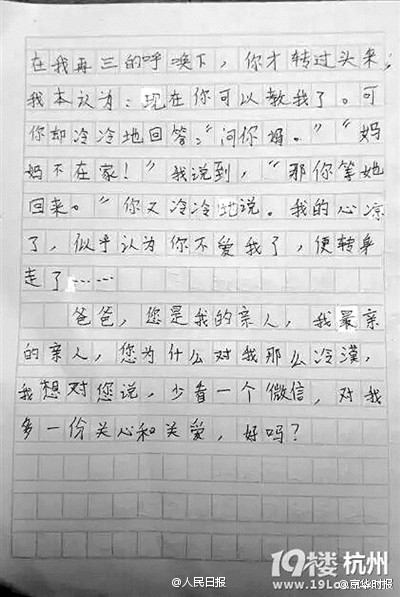 在我再三的呼唤下，你才转过头来，
我本认为：现在你可以教我了。可
你却冷冷地回答：“问你妈。”“妈
妈不在家！”我说到，“那你等她
回来。”你又冷冷地说。我的心凉
了，似乎认为你不爱我了，便转身
走了……
爸爸，您是我的亲人，我最亲
的亲人，您为什么对我那么冷漠，
我想对您说，少看一个微信，对我
多一份关心和关爱，好吗？
19楼 杭州
www.19lou
@人民日报
@京华时报